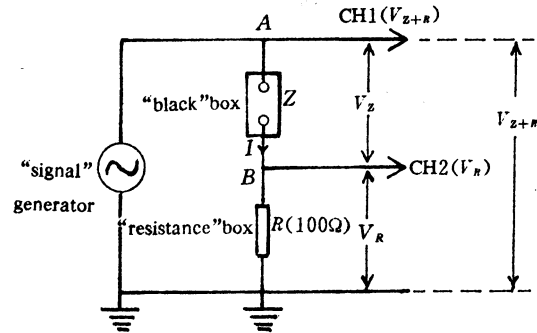 A
CH1(V_{Z+R})
“black”box
Z
V_Z
V_{Z+R}
I
B
CH2(V_R)
“signal”
generator
“resistance”box
R(100Ω)
V_R